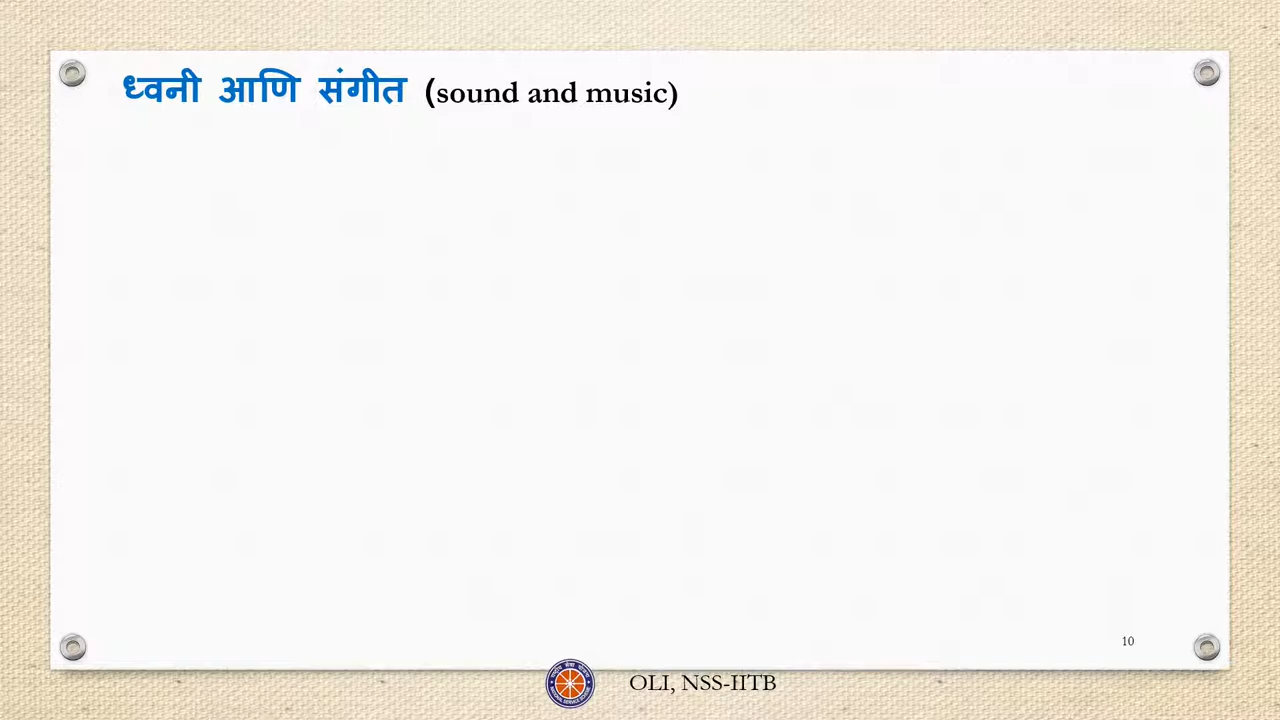 ध्वनी आणि संगीत (sound and music)
10
OLI, NSS-IITB